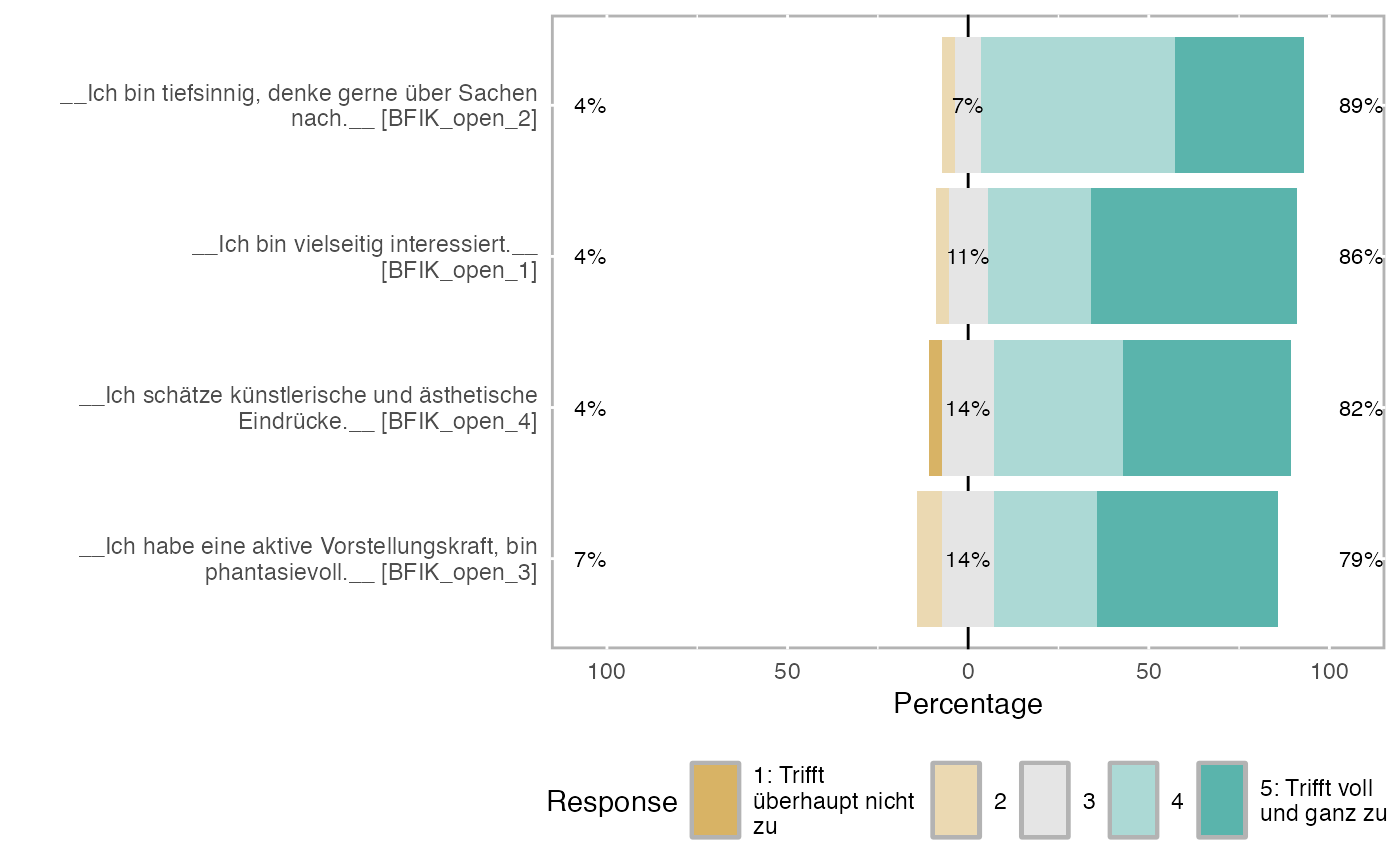 __Ich bin tiefsinnig, denke gerne über Sachen
nach.__ [BFIK_open_2]
4%
7%
89%
__Ich bin vielseitig interessiert.__
[BFIK_open_1]
4%
11%
86%
__Ich schätze künstlerische und ästhetische
Eindrücke.__ [BFIK_open_4]
4%
14%
82%
__Ich habe eine aktive Vorstellungskraft, bin
phantasievoll.__ [BFIK_open_3]
7%
14%
79%
100 50 0 50 100
Percentage
Response
1: Trifft
überhaupt nicht
zu
2
3
4
5: Trifft voll
und ganz zu